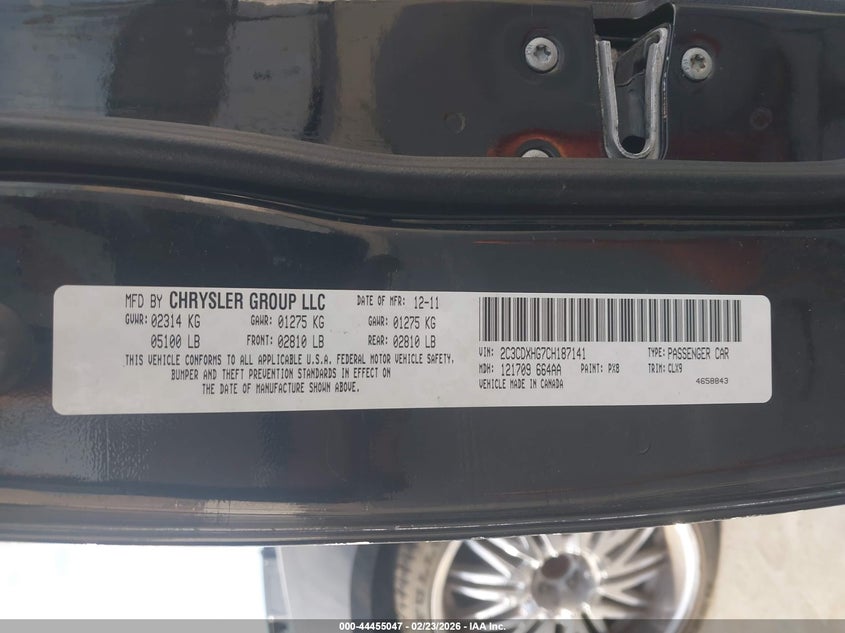 MFD BY CHRYSLER GROUP LLC DATE OF MFR: 12-11
GVWR: 02314 KG GAWR: 01275 KG GAWR: 01275 KG
05100 LB FRONT: 02810 LB REAR: 02810 LB
THIS VEHICLE CONFORMS TO ALL APPLICABLE U.S.A. FEDERAL MOTOR VEHICLE SAFETY,
BUMPER AND THEFT PREVENTION STANDARDS IN EFFECT ON
THE DATE OF MANUFACTURE SHOWN ABOVE.
VIN: 2C3CDXHG7CH187141 TYPE: PASSENGER CAR
MDH: 121709 664AA PAINT: PX8 TRIM: CLX9
VEHICLE MADE IN CANADA 4658843
000-44455047 - 02/23/2026 - IAA Inc.